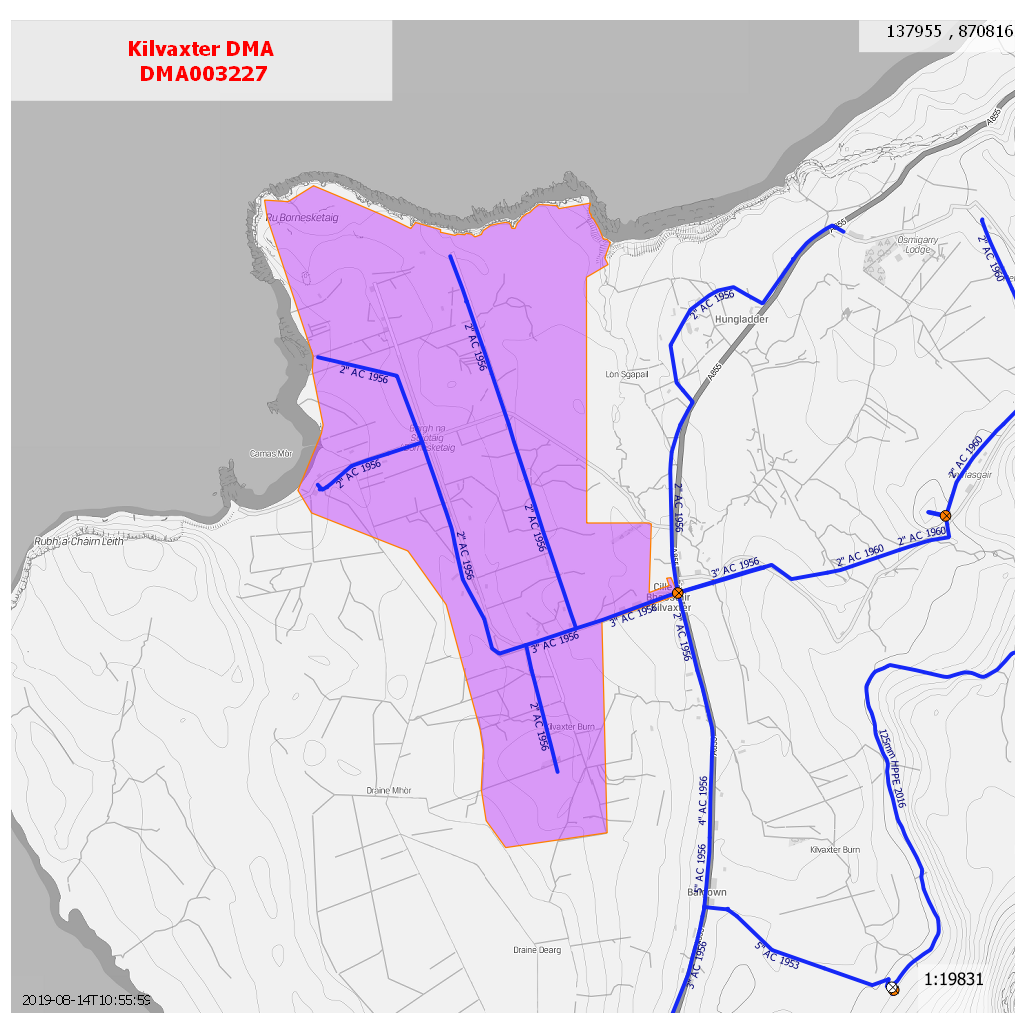 Kilvaxter DMA
DMA003227
137955 , 870816
A855
Ru Bornesketaig
Osmigarry
Lodge
2" AC 1960
2" AC 1956
Hungladder
2" AC 1956
A855
Lon Sgapail
2" AC 1956
Borgh na
Camas Mòr
2" AC 1956
2" AC 1960
2" AC 1956
2" AC 1956
2" AC 1956
Rubh'a'Chàirn Leith
2" AC 1960
2" AC 1960
3" AC 1956
Kilvaxter
3" AC 1956
3" AC 1956
2" AC 1956
2" AC 1956
Kilvaxter Burn
125mm HPPE 2016
Draine Mhòr
4" AC 1956
Kilvaxter Burn
5" AC 1956
5" AC 1953
3" AC 1956
Draine Dearg
1:19831
2019-08-14T10:55:59